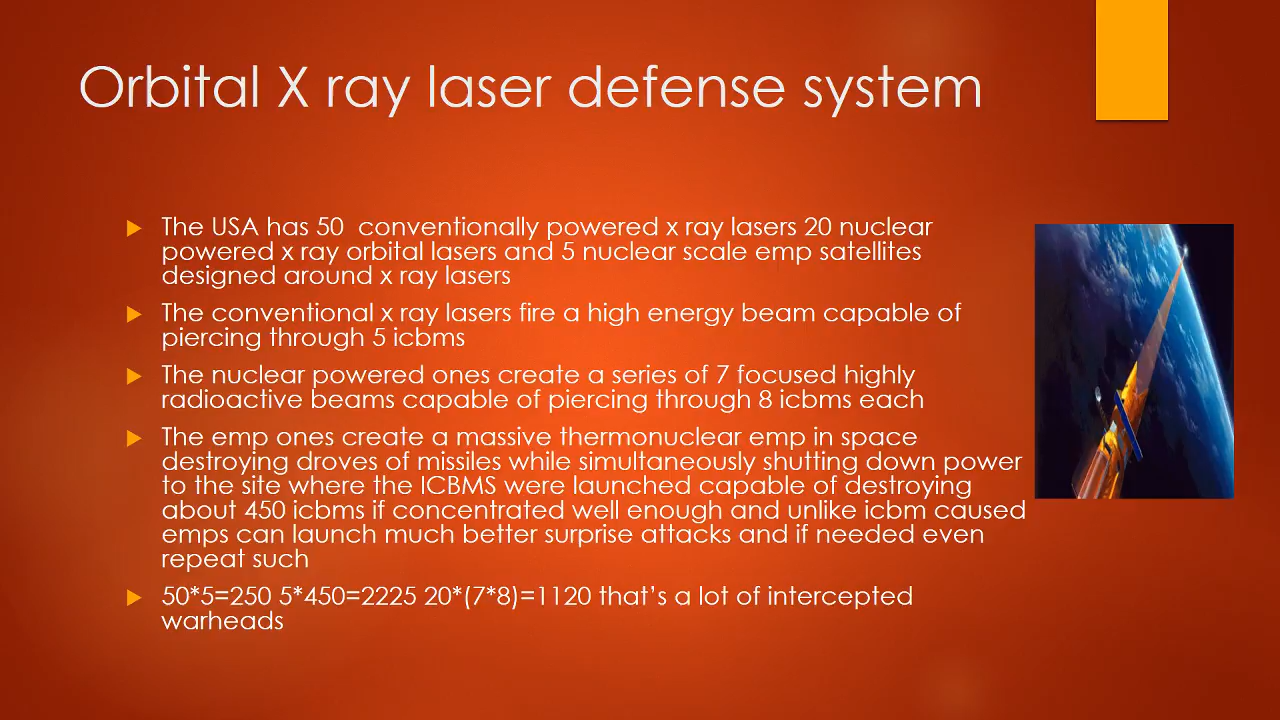 Orbital X ray laser defense system
The USA has 50  conventionally powered x ray lasers 20 nuclear
powered x ray orbital lasers and 5 nuclear scale emp satellites
designed around x ray lasers
The conventional x ray lasers fire a high energy beam capable of
piercing through 5 icbms
The nuclear powered ones create a series of 7 focused highly
radioactive beams capable of piercing through 8 icbms each
The emp ones create a massive thermonuclear emp in space
destroying droves of missiles while simultaneously shutting down power
to the site where the ICBMS were launched capable of destroying
about 450 icbms if concentrated well enough and unlike icbm caused
emps can launch much better surprise attacks and if needed even
repeat such
50*5=250 5*450=2225 20*(7*8)=1120 that’s a lot of intercepted
warheads